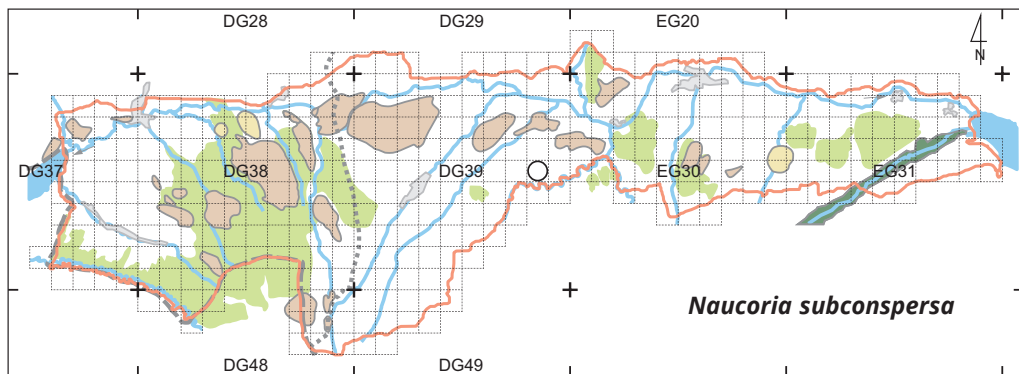 DG28 DG29 EG20
N
DG37 DG38 DG39 EG30 EG31
Naucoria subconspersa
DG48 DG49